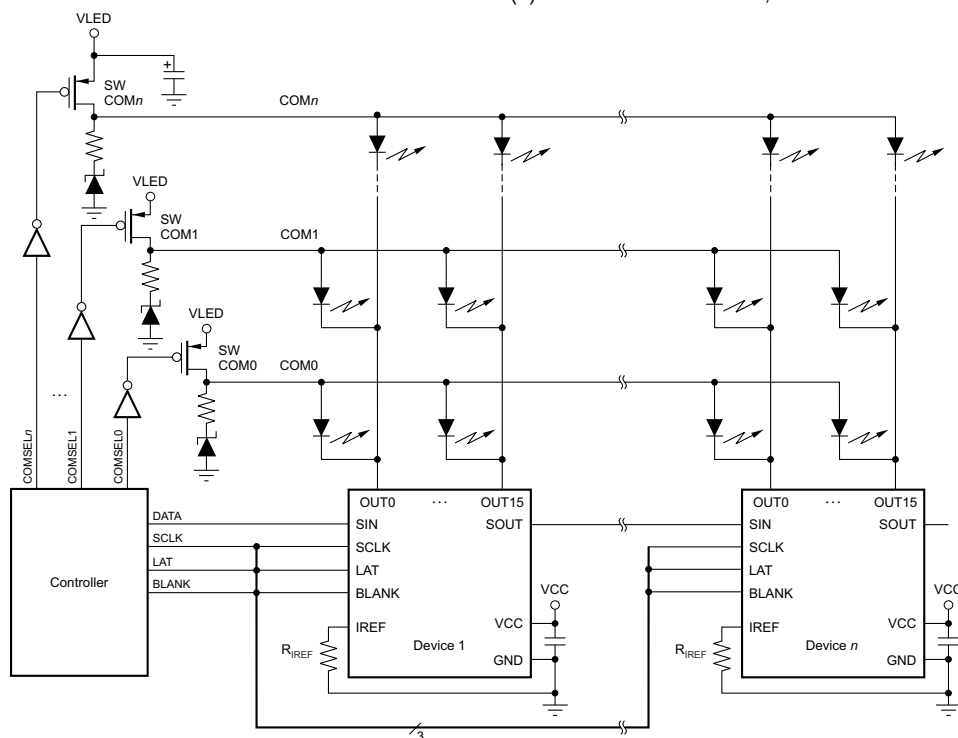 VLED
SW
COMn
COMn
VLED
SW
COM1
COM1
VLED
SW
COM0
COM0
...
COMSELn
COMSEL1
COMSEL0
Controller
DATA
SCLK
LAT
BLANK
OUT0 ... OUT15
SIN
SOUT
SCLK
LAT
BLANK
IREF
VCC
GND
Device 1
RIREF
VCC
3
OUT0 ... OUT15
SIN
SOUT
SCLK
LAT
BLANK
IREF
VCC
GND
Device n
RIREF
VCC